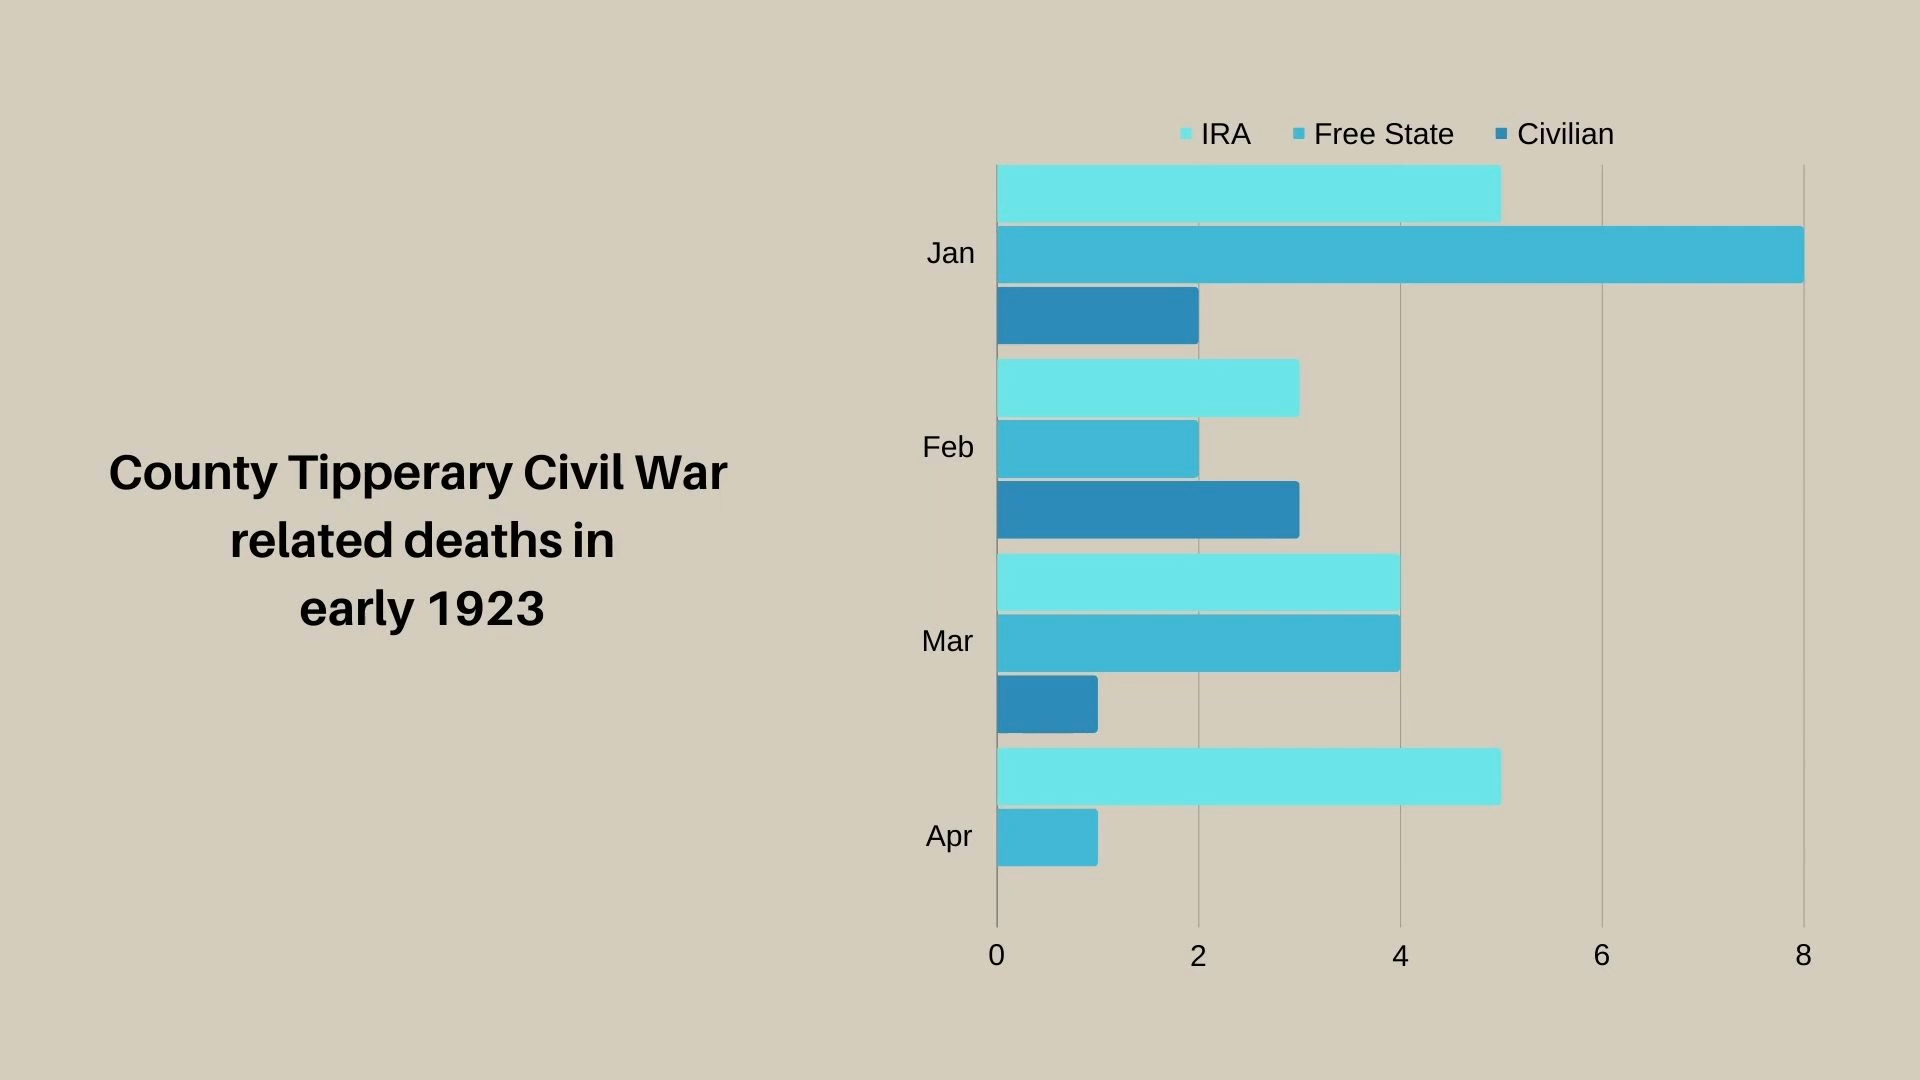 County Tipperary Civil War
related deaths in
early 1923
IRA Free State Civilian
Jan
Feb
Mar
Apr
0 2 4 6 8